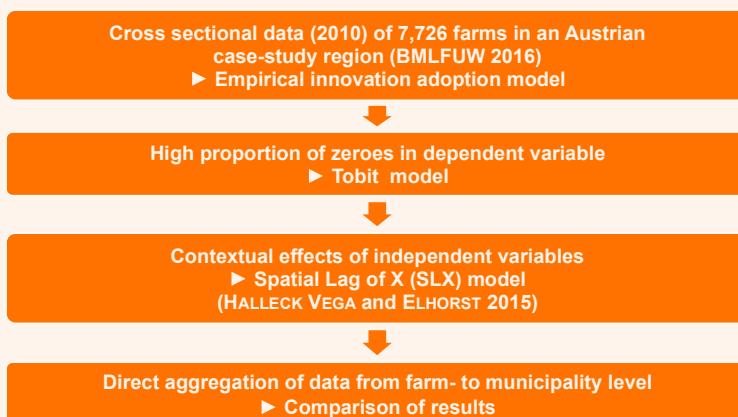 Cross sectional data (2010) of 7,726 farms in an Austrian
case-study region (BMLFUW 2016)
► Empirical innovation adoption model
High proportion of zeroes in dependent variable
► Tobit model
Contextual effects of independent variables
► Spatial Lag of X (SLX) model
(HALLECK VEGA and ELHORST 2015)
Direct aggregation of data from farm- to municipality level
► Comparison of results